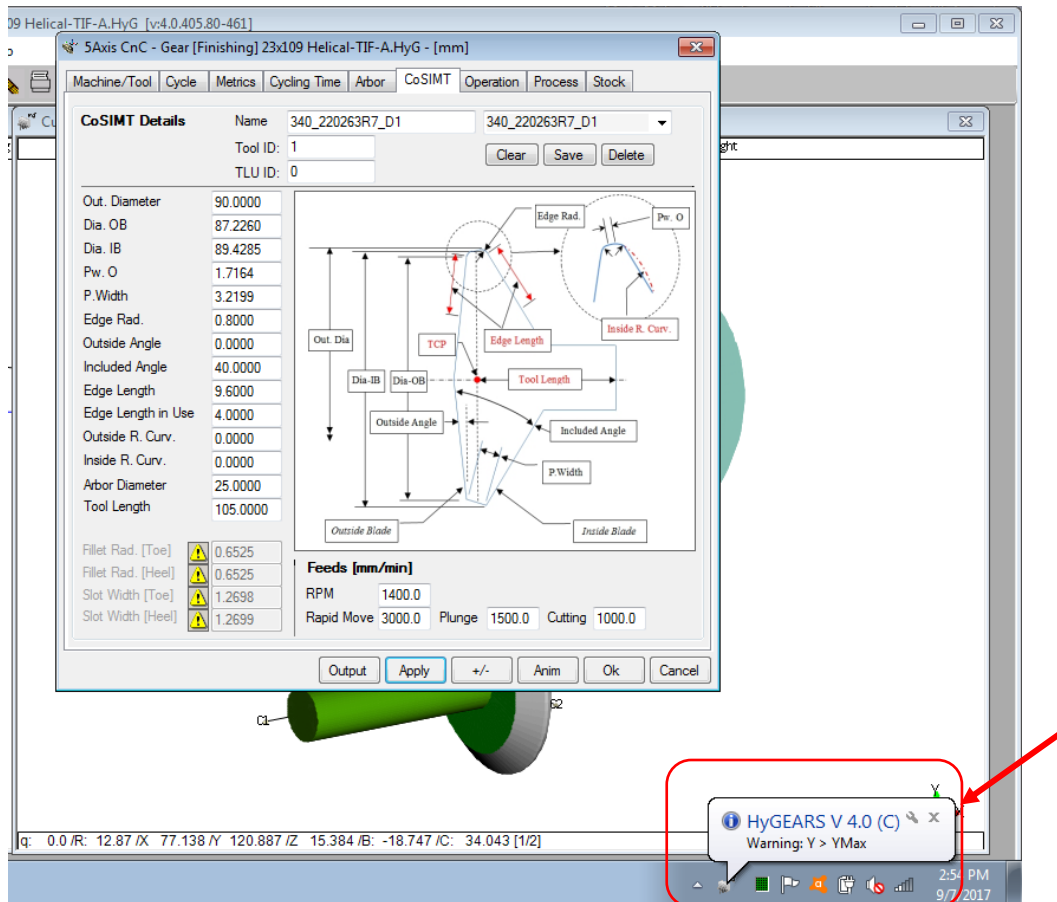 09 Helical-TIF-A.HyG [v:4.0.405.80-461]
5Axis CnC - Gear [Finishing] 23x109 Helical-TIF-A.HyG - [mm]
Machine/Tool Cycle Metrics Cycling Time Arbor CoSIMT Operation Process Stock
CoSIMT Details Name 340_220263R7_D1 340_220263R7_D1
Tool ID: 1 Clear Save Delete
TLU ID: 0
Out. Diameter 90.0000
Dia. OB 87.2260
Dia. IB 89.4285
Pw. O 1.7164
P.Width 3.2199
Edge Rad. 0.8000
Outside Angle 0.0000
Included Angle 40.0000
Edge Length 9.6000
Edge Length in Use 4.0000
Outside R. Curv. 0.0000
Inside R. Curv. 0.0000
Arbor Diameter 25.0000
Tool Length 105.0000
Fillet Rad. [Toe] 0.6525
Fillet Rad. [Heel] 0.6525
Slot Width [Toe] 1.2698
Slot Width [Heel] 1.2699
Edge Rad.
Pw. O
Inside R. Curv.
Out. Dia
TCP
Edge Length
Dia-IB
Dia-OB
Tool Length
Outside Angle
Included Angle
P.Width
Outside Blade
Inside Blade
Feeds [mm/min]
RPM 1400.0
Rapid Move 3000.0 Plunge 1500.0 Cutting 1000.0
Output Apply +/- Anim Ok Cancel
C1
G2
Y
HyGEARS V 4.0 (C)
Warning: Y > YMax
q: 0.0 /R: 12.87 /X 77.138 /Y 120.887 /Z 15.384 /B: -18.747 /C: 34.043 [1/2]
2:54 PM
9/7/2017